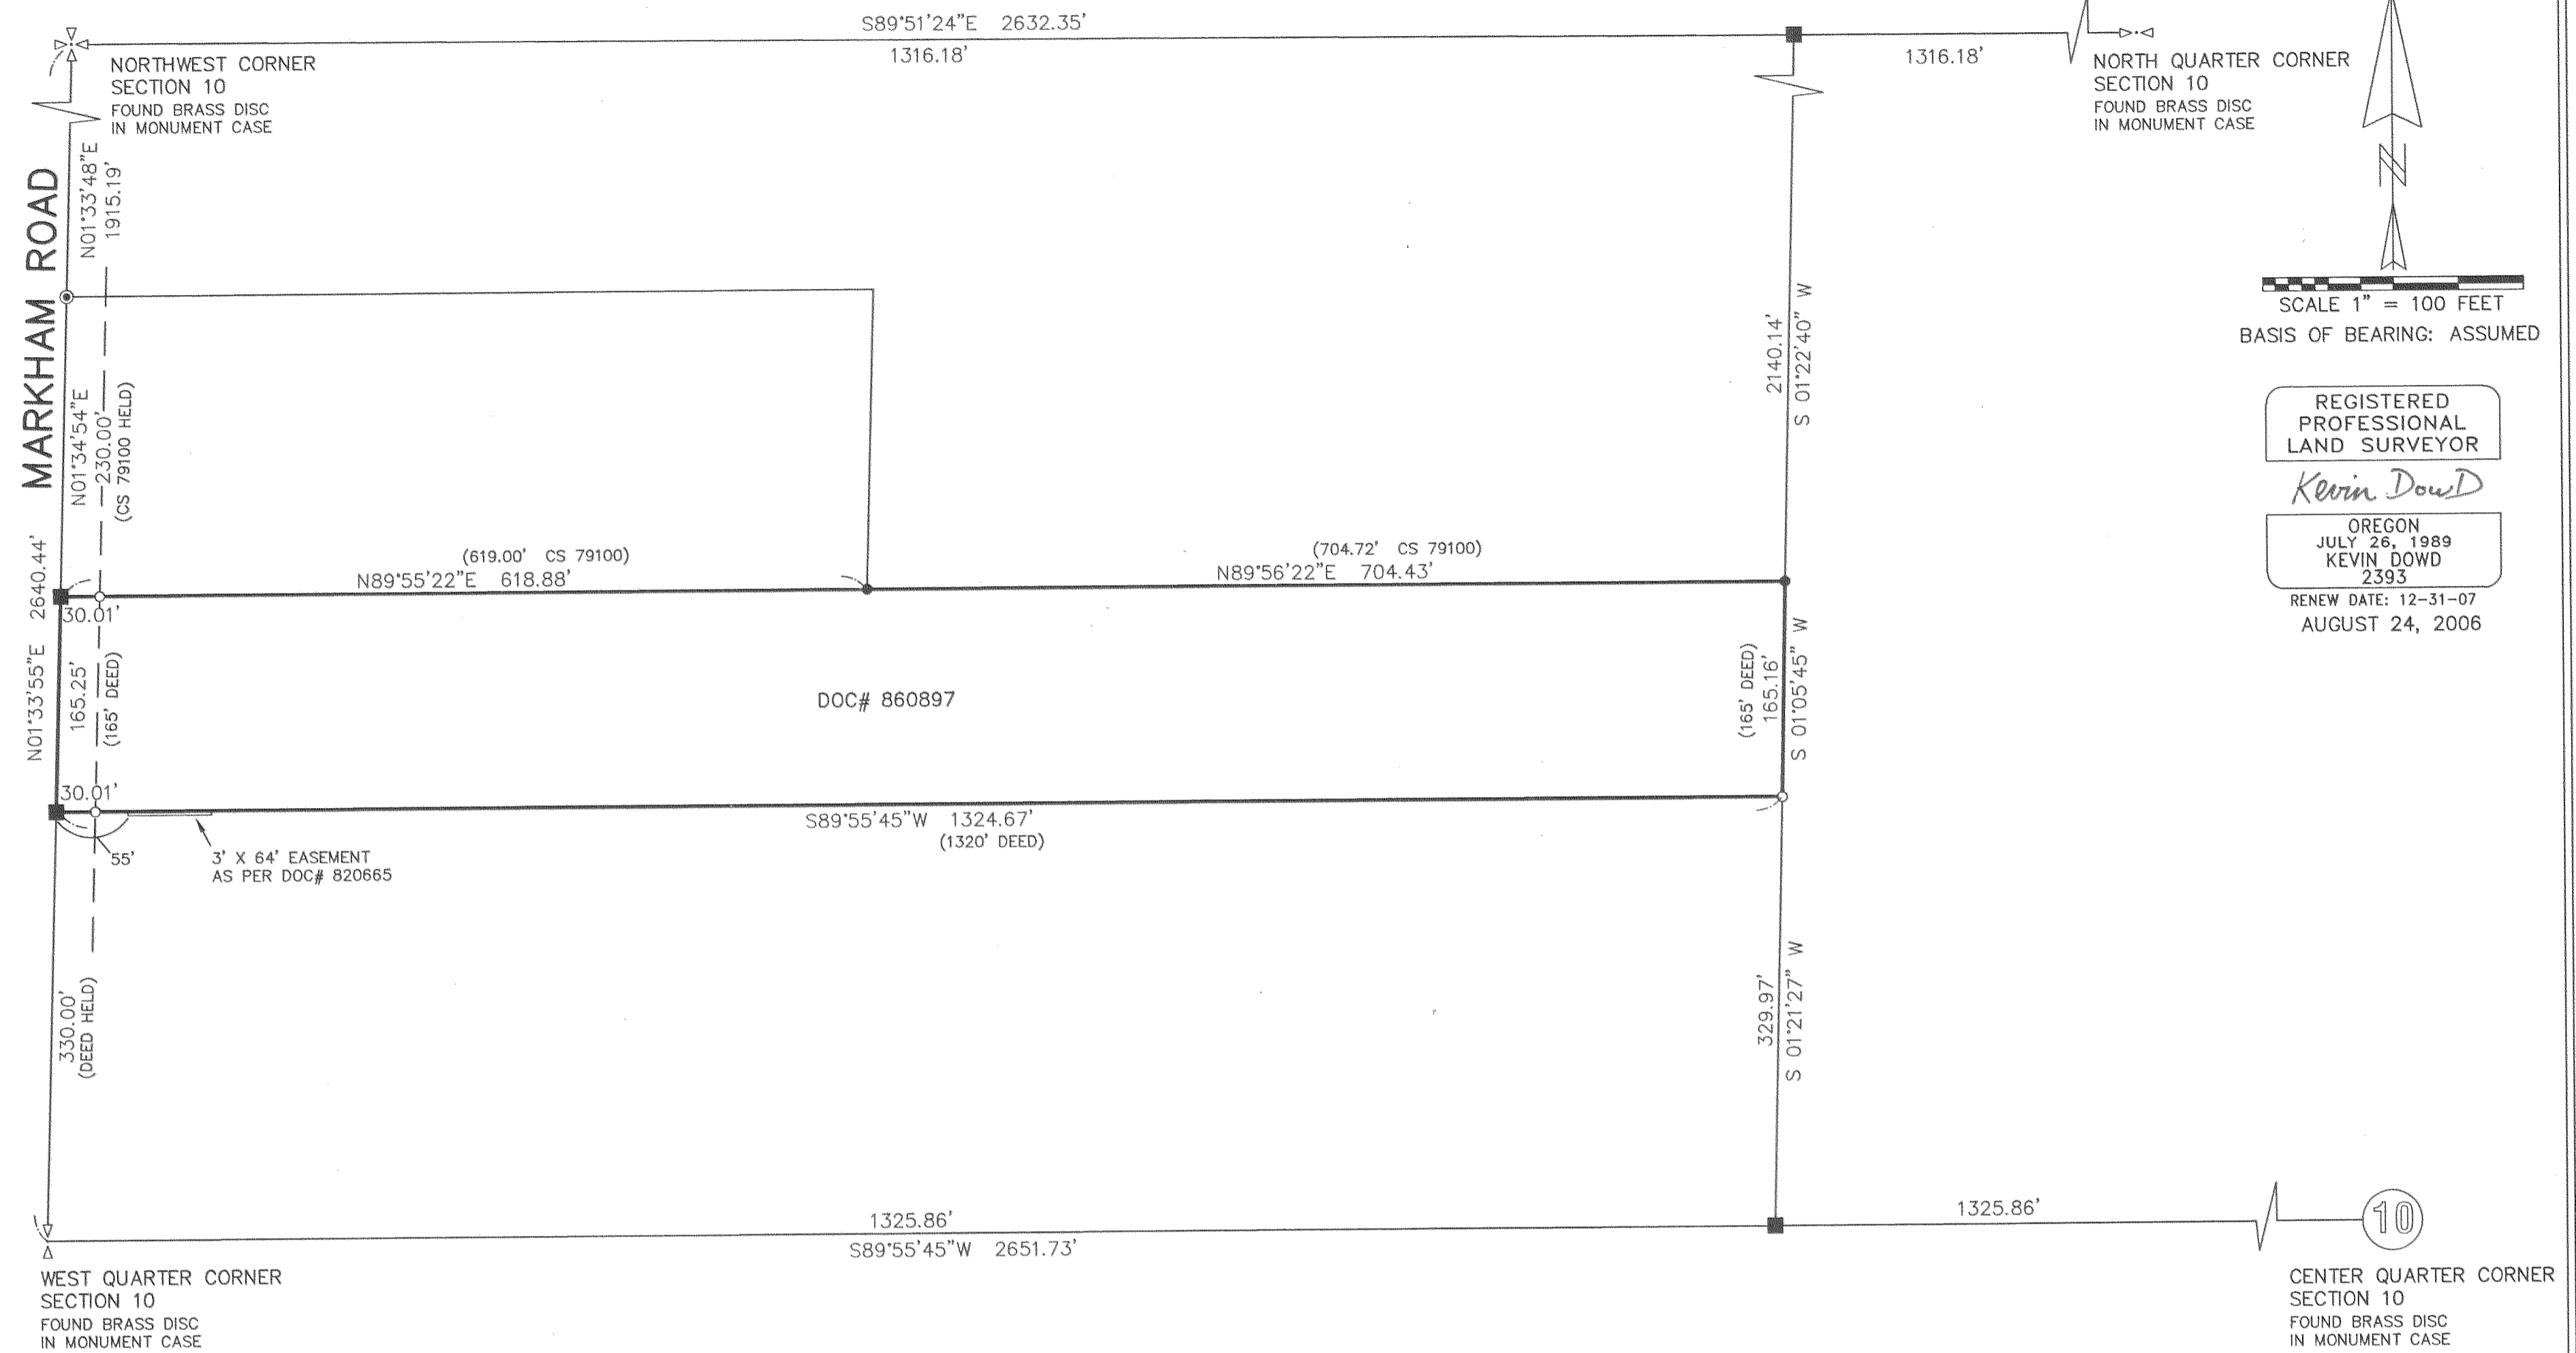 S89°51'24"E 2632.35'
1316.18'
1316.18'
NORTHWEST CORNER
SECTION 10
FOUND BRASS DISC
IN MONUMENT CASE
NORTH QUARTER CORNER
SECTION 10
FOUND BRASS DISC
IN MONUMENT CASE
N
SCALE 1" = 100 FEET
BASIS OF BEARING: ASSUMED
REGISTERED
PROFESSIONAL
LAND SURVEYOR
Kevin Dowd
OREGON
JULY 26, 1989
KEVIN DOWD
2393
RENEW DATE: 12-31-07
AUGUST 24, 2006
MARKHAM ROAD
N01°33'48"E
1915.19'
N01°34'54"E
230.00'
(CS 79100 HELD)
N01°33'55"E 2640.44'
2140.14'
S 01°22'40" W
(619.00' CS 79100)
N89°55'22"E 618.88'
(704.72' CS 79100)
N89°56'22"E 704.43'
30.01'
165.25'
(165' DEED)
DOC# 860897
(165' DEED)
165.16'
S 01°05'45" W
30.01'
S89°55'45"W 1324.67'
(1320' DEED)
55'
3' X 64' EASEMENT
AS PER DOC# 820665
330.00'
(DEED HELD)
329.97'
S 01°21'27" W
1325.86'
S89°55'45"W 2651.73'
1325.86'
10
WEST QUARTER CORNER
SECTION 10
FOUND BRASS DISC
IN MONUMENT CASE
CENTER QUARTER CORNER
SECTION 10
FOUND BRASS DISC
IN MONUMENT CASE